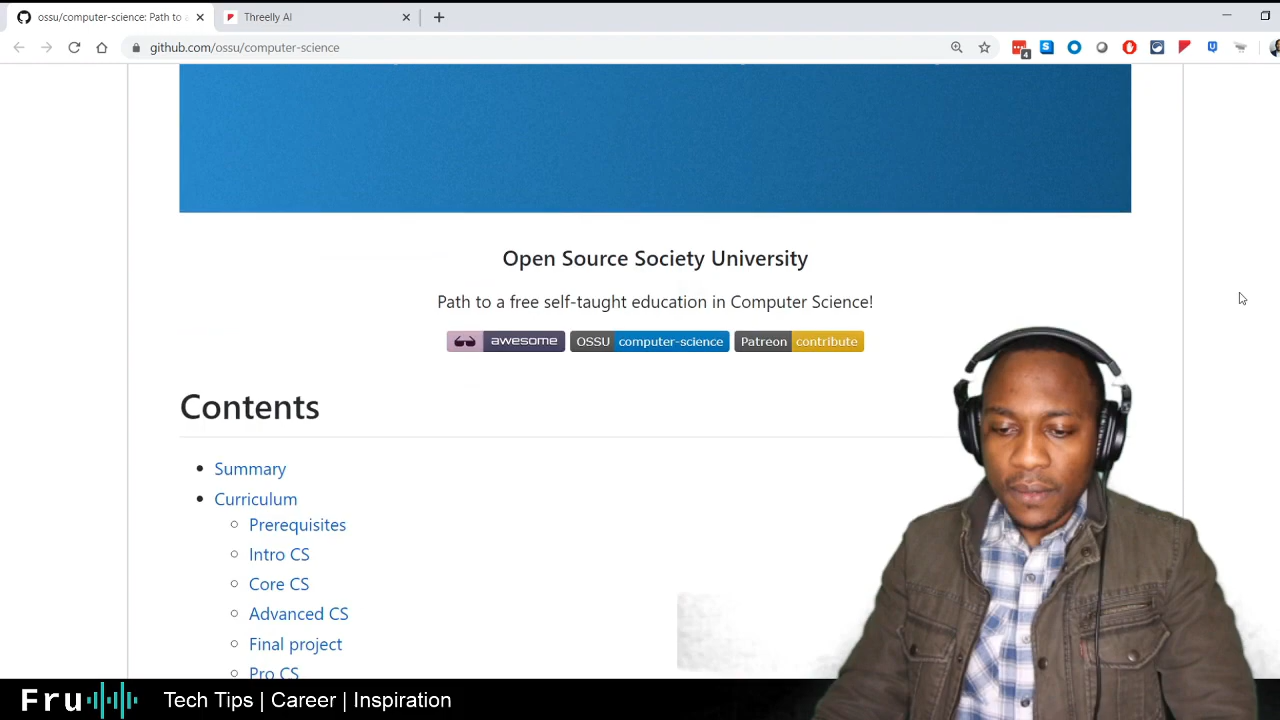 ossu/computer-science: Path to a
Threelly AI
github.com/ossu/computer-science
4
Open Source Society University
Path to a free self-taught education in Computer Science!
awesome
OSSU computer-science
Patreon contribute
Contents
Summary
Curriculum
Prerequisites
Intro CS
Core CS
Advanced CS
Final project
Pro CS
Fru
Tech Tips | Career | Inspiration